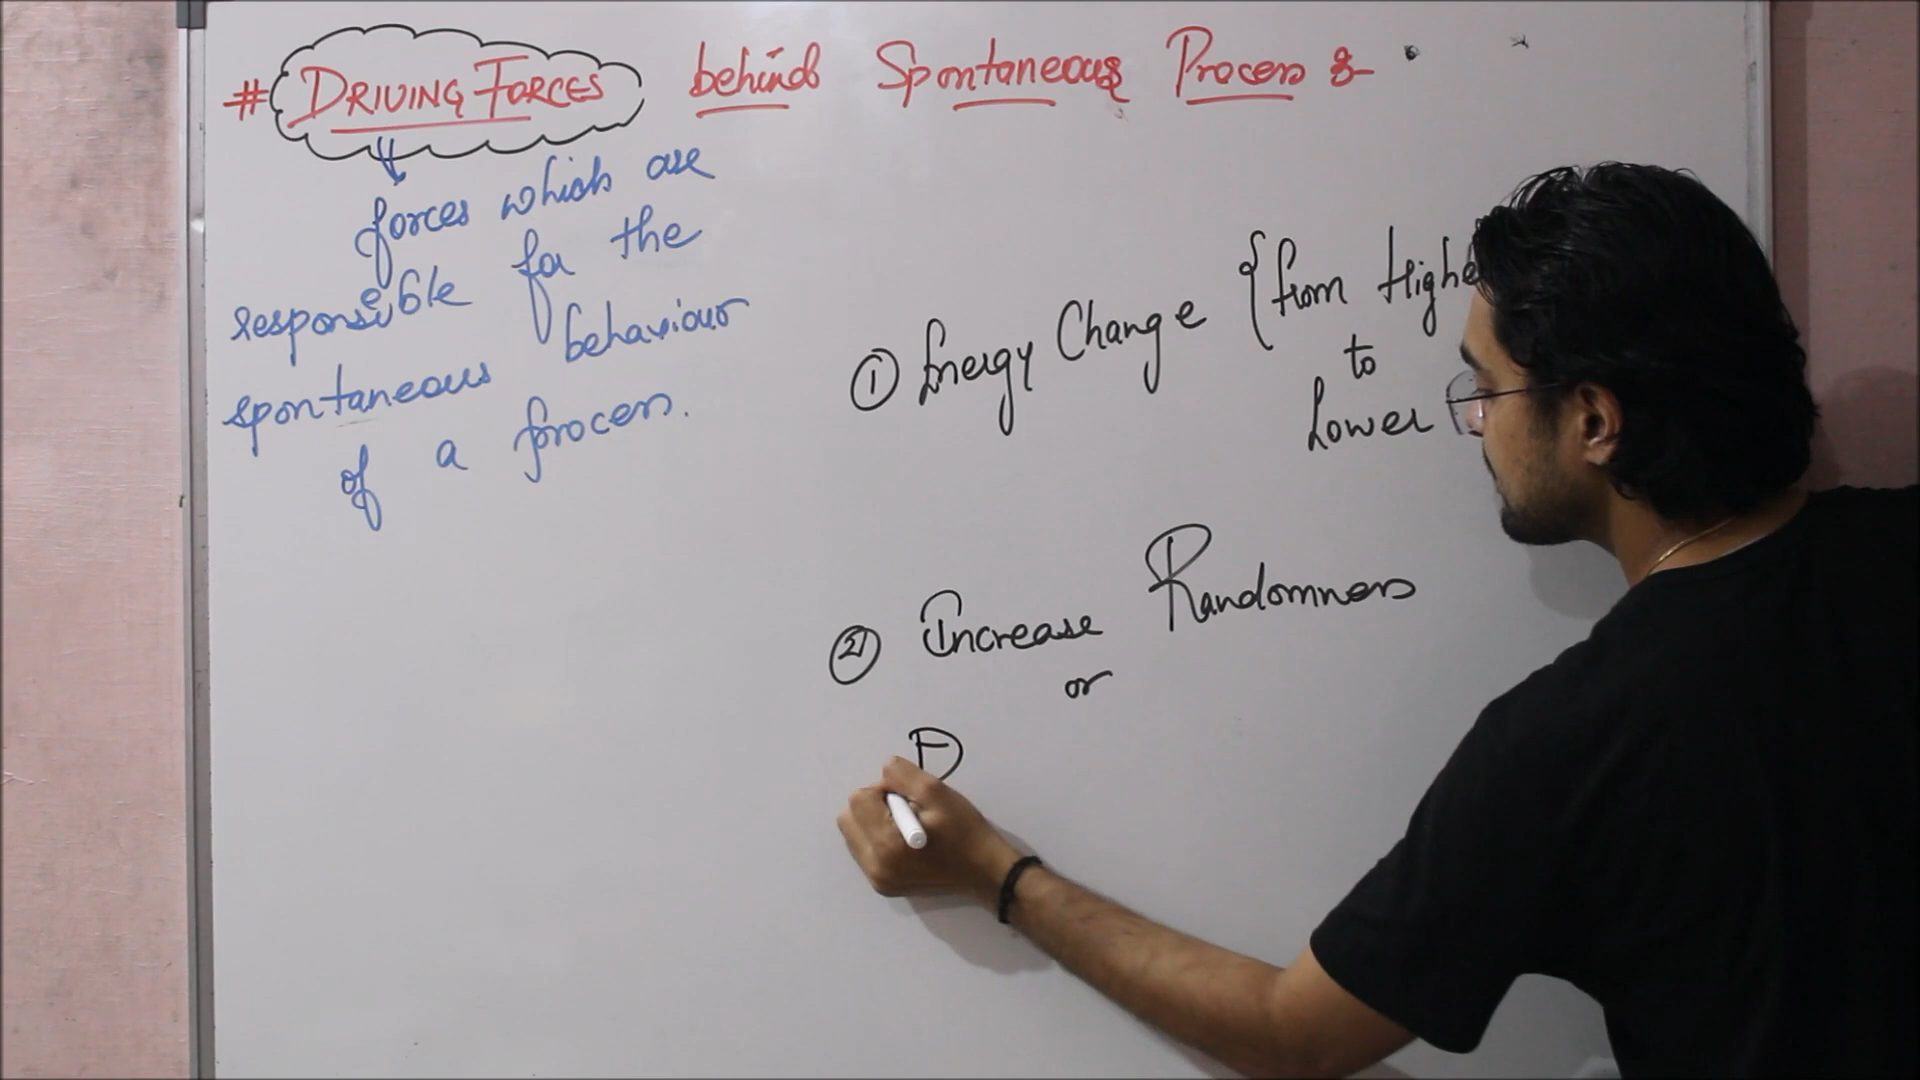 # DRIVING FORCES behind Spontaneous Process :-
forces which are
responsible for the
spontaneous behaviour
of a process.
① Energy Change {from Highe
to
Lower
② Increase Randomness
or
D